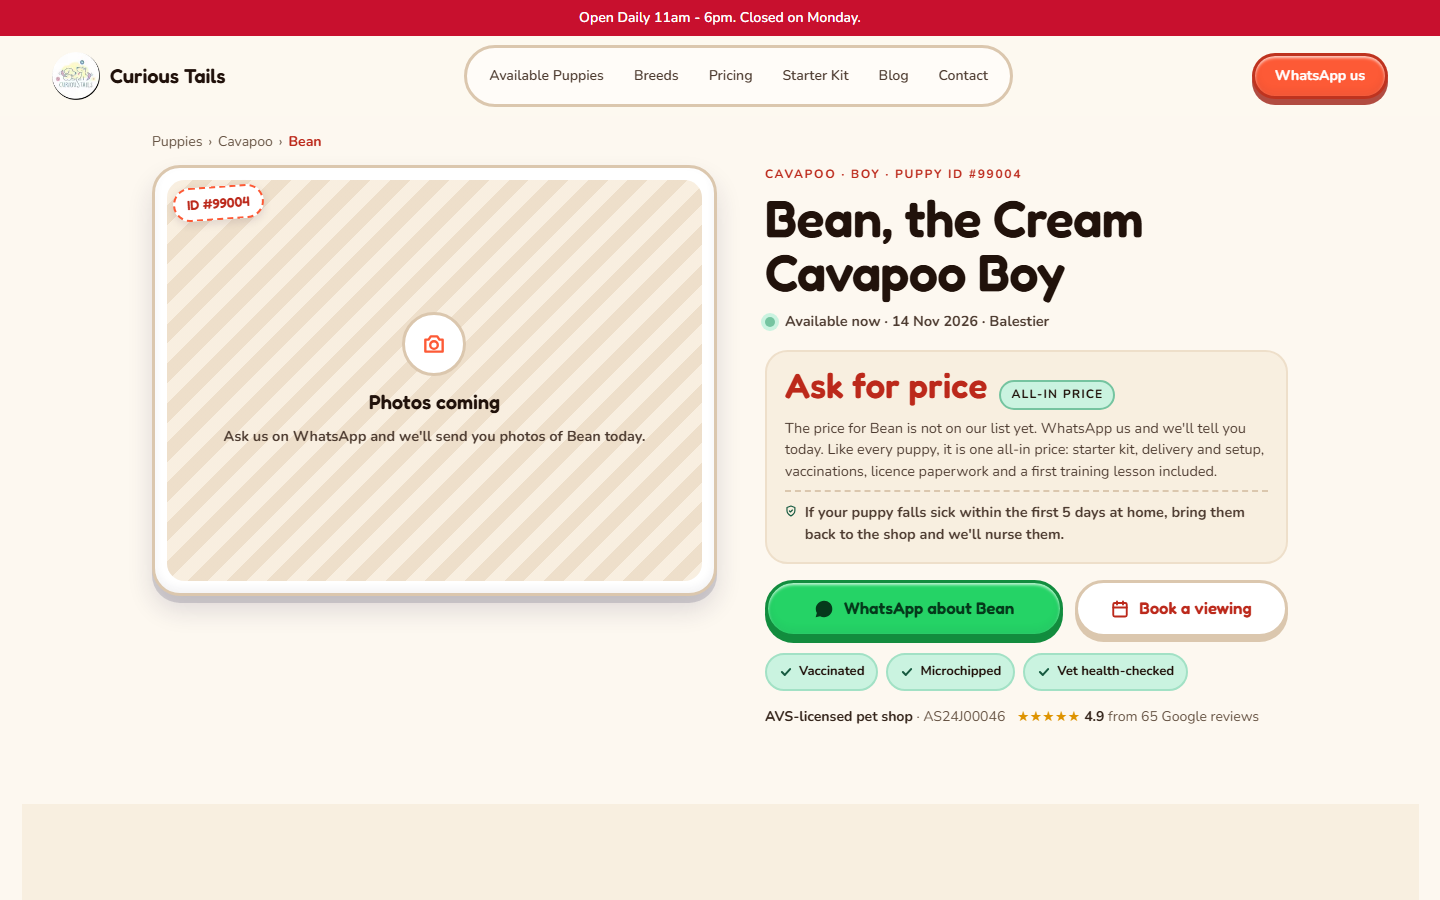 Open Daily 11am - 6pm. Closed on Monday.
Curious Tails
Available Puppies
Breeds
Pricing
Starter Kit
Blog
Contact
WhatsApp us
Puppies › Cavapoo › Bean
ID #99004
Photos coming
Ask us on WhatsApp and we'll send you photos of Bean today.
CAVAPOO · BOY · PUPPY ID #99004
Bean, the Cream
Cavapoo Boy
Available now · 14 Nov 2026 · Balestier
Ask for price
ALL-IN PRICE
The price for Bean is not on our list yet. WhatsApp us and we'll tell you
today. Like every puppy, it is one all-in price: starter kit, delivery and setup,
vaccinations, licence paperwork and a first training lesson included.
If your puppy falls sick within the first 5 days at home, bring them
back to the shop and we'll nurse them.
WhatsApp about Bean
Book a viewing
Vaccinated
Microchipped
Vet health-checked
AVS-licensed pet shop · AS24J00046 ★★★★★ 4.9 from 65 Google reviews